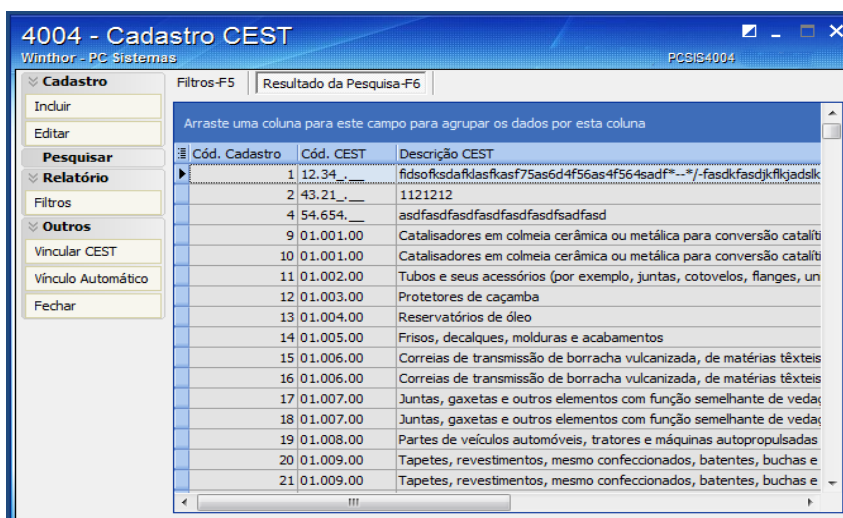 4004 - Cadastro CEST
Winthor - PC Sistemas
PCSIS4004
Cadastro
Incluir
Editar
Pesquisar
Relatório
Filtros
Outros
Vincular CEST
Vínculo Automático
Fechar
Filtros-F5 Resultado da Pesquisa-F6
Arraste uma coluna para este campo para agrupar os dados por esta coluna
Cód. Cadastro Cód. CEST Descrição CEST
1 12.34_.__ fidsofksdafklasfkasf75as6d4f56as4f564sadf*--*/-fasdkfasdjkflkjadslk
2 43.21_.__ 1121212
4 54.654.__ asdfasdfasdfasdfasdfasdfsadfasd
9 01.001.00 Catalisadores em colmeia cerâmica ou metálica para conversão catalíti
10 01.001.00 Catalisadores em colmeia cerâmica ou metálica para conversão catalíti
11 01.002.00 Tubos e seus acessórios (por exemplo, juntas, cotovelos, flanges, un
12 01.003.00 Protetores de caçamba
13 01.004.00 Reservatórios de óleo
14 01.005.00 Frisos, decalques, molduras e acabamentos
15 01.006.00 Correias de transmissão de borracha vulcanizada, de matérias têxteis
16 01.006.00 Correias de transmissão de borracha vulcanizada, de matérias têxteis
17 01.007.00 Juntas, gaxetas e outros elementos com função semelhante de vedaç
18 01.007.00 Juntas, gaxetas e outros elementos com função semelhante de vedaç
19 01.008.00 Partes de veículos automóveis, tratores e máquinas autopropulsadas
20 01.009.00 Tapetes, revestimentos, mesmo confeccionados, batentes, buchas e
21 01.009.00 Tapetes, revestimentos, mesmo confeccionados, batentes, buchas e